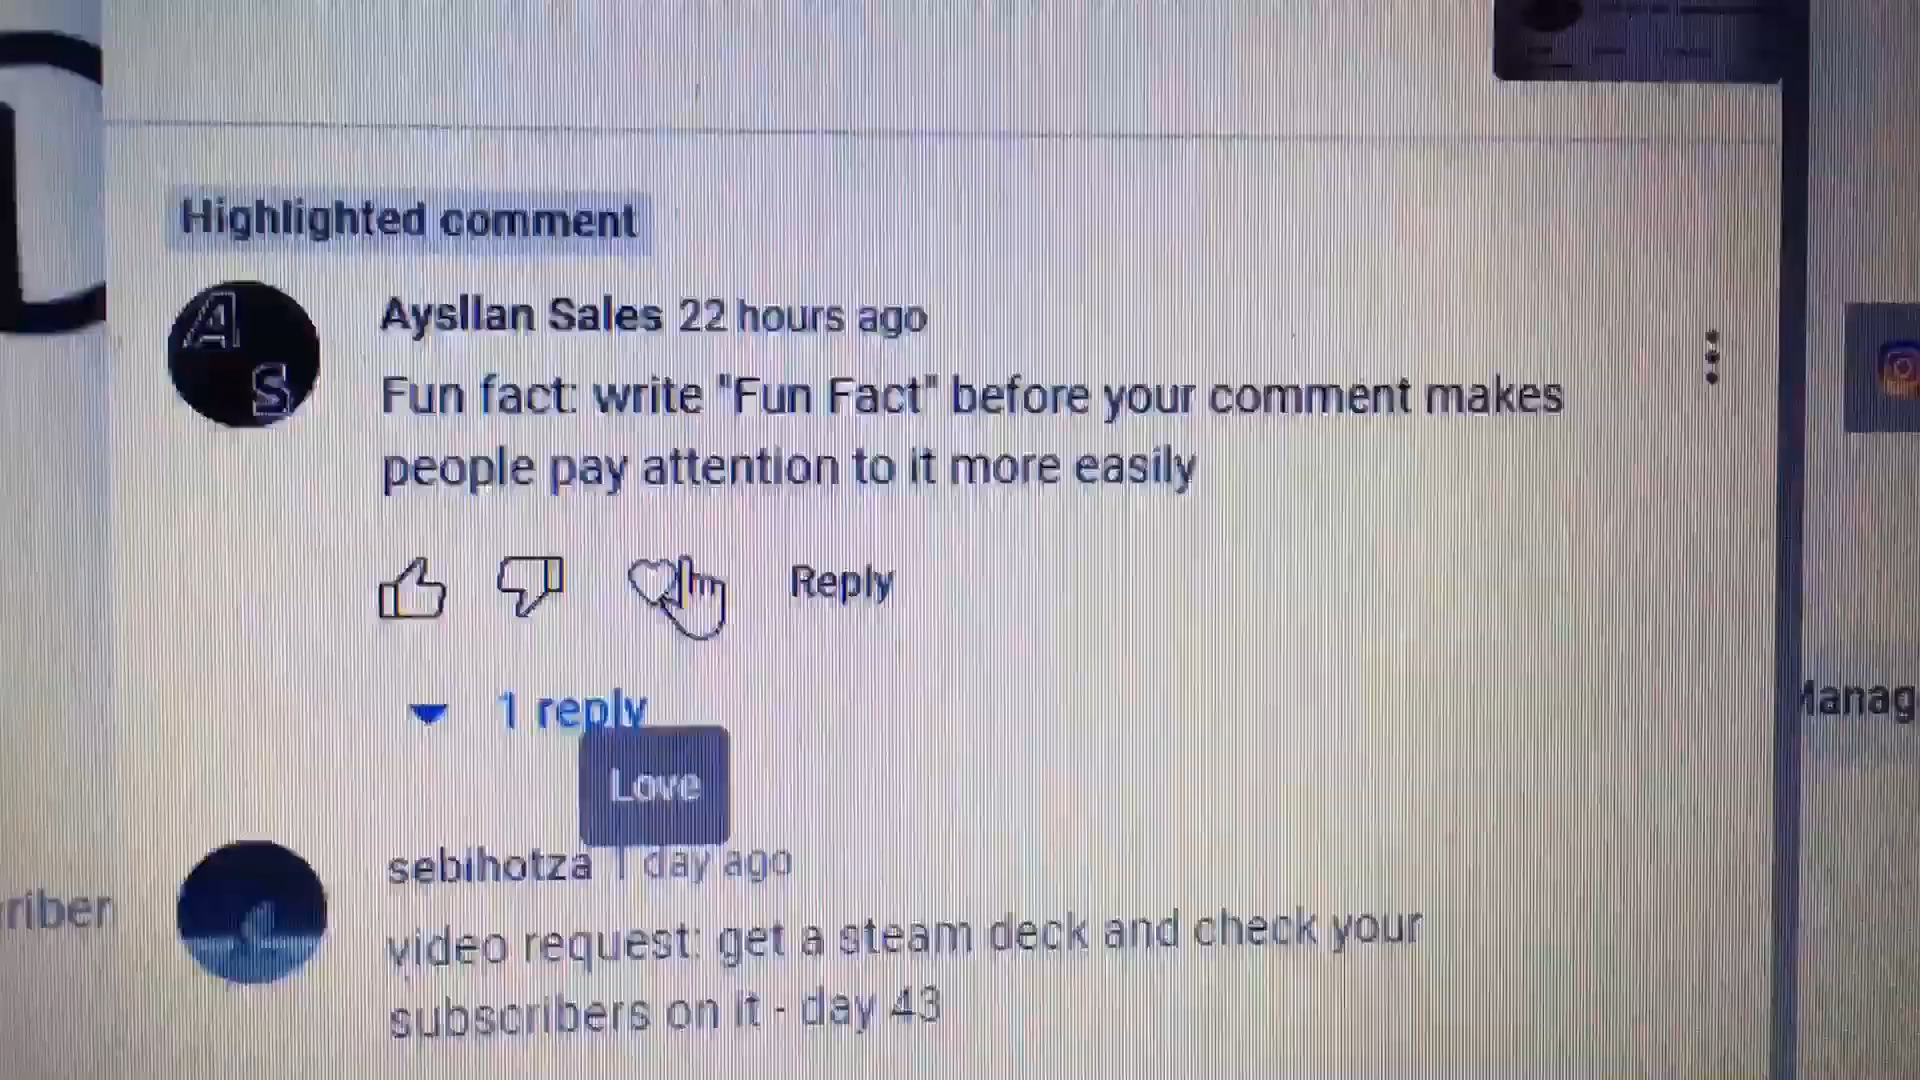 Highlighted comment
A
S
Aysllan Sales 22 hours ago
Fun fact: write "Fun Fact" before your comment makes
people pay attention to it more easily
Reply
1 reply
Love
sebihotza 1 day ago
video request: get a steam deck and check your
subscribers on it - day 43
riber
Manag